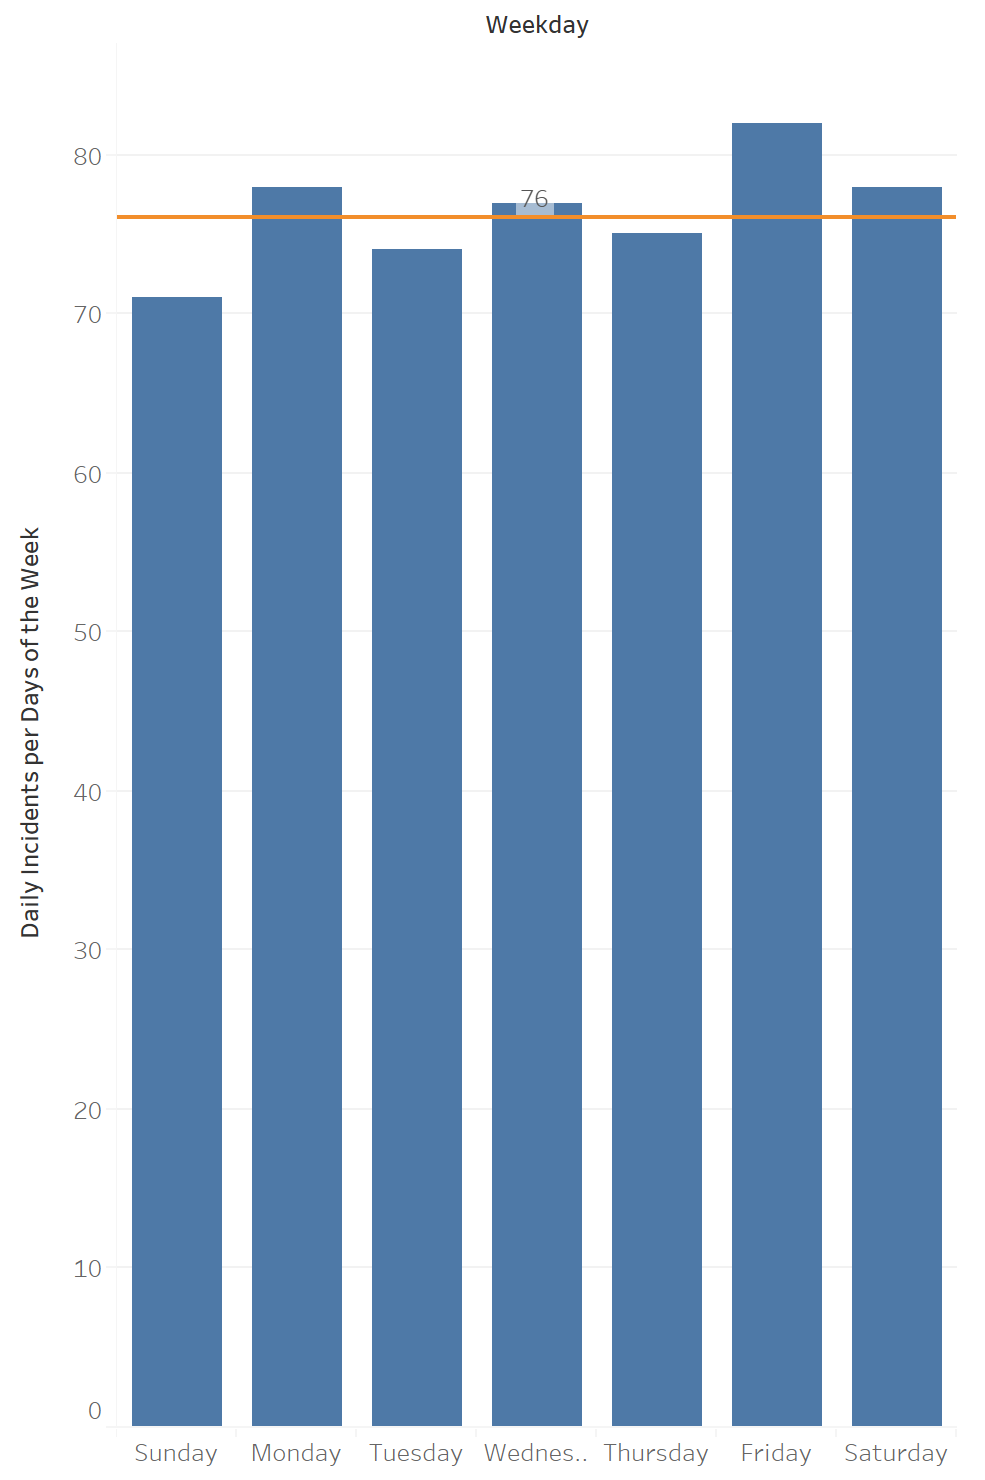 Weekday
Daily Incidents per Days of the Week
80
70
60
50
40
30
20
10
0
76
Sunday
Monday
Tuesday
Wednes..
Thursday
Friday
Saturday